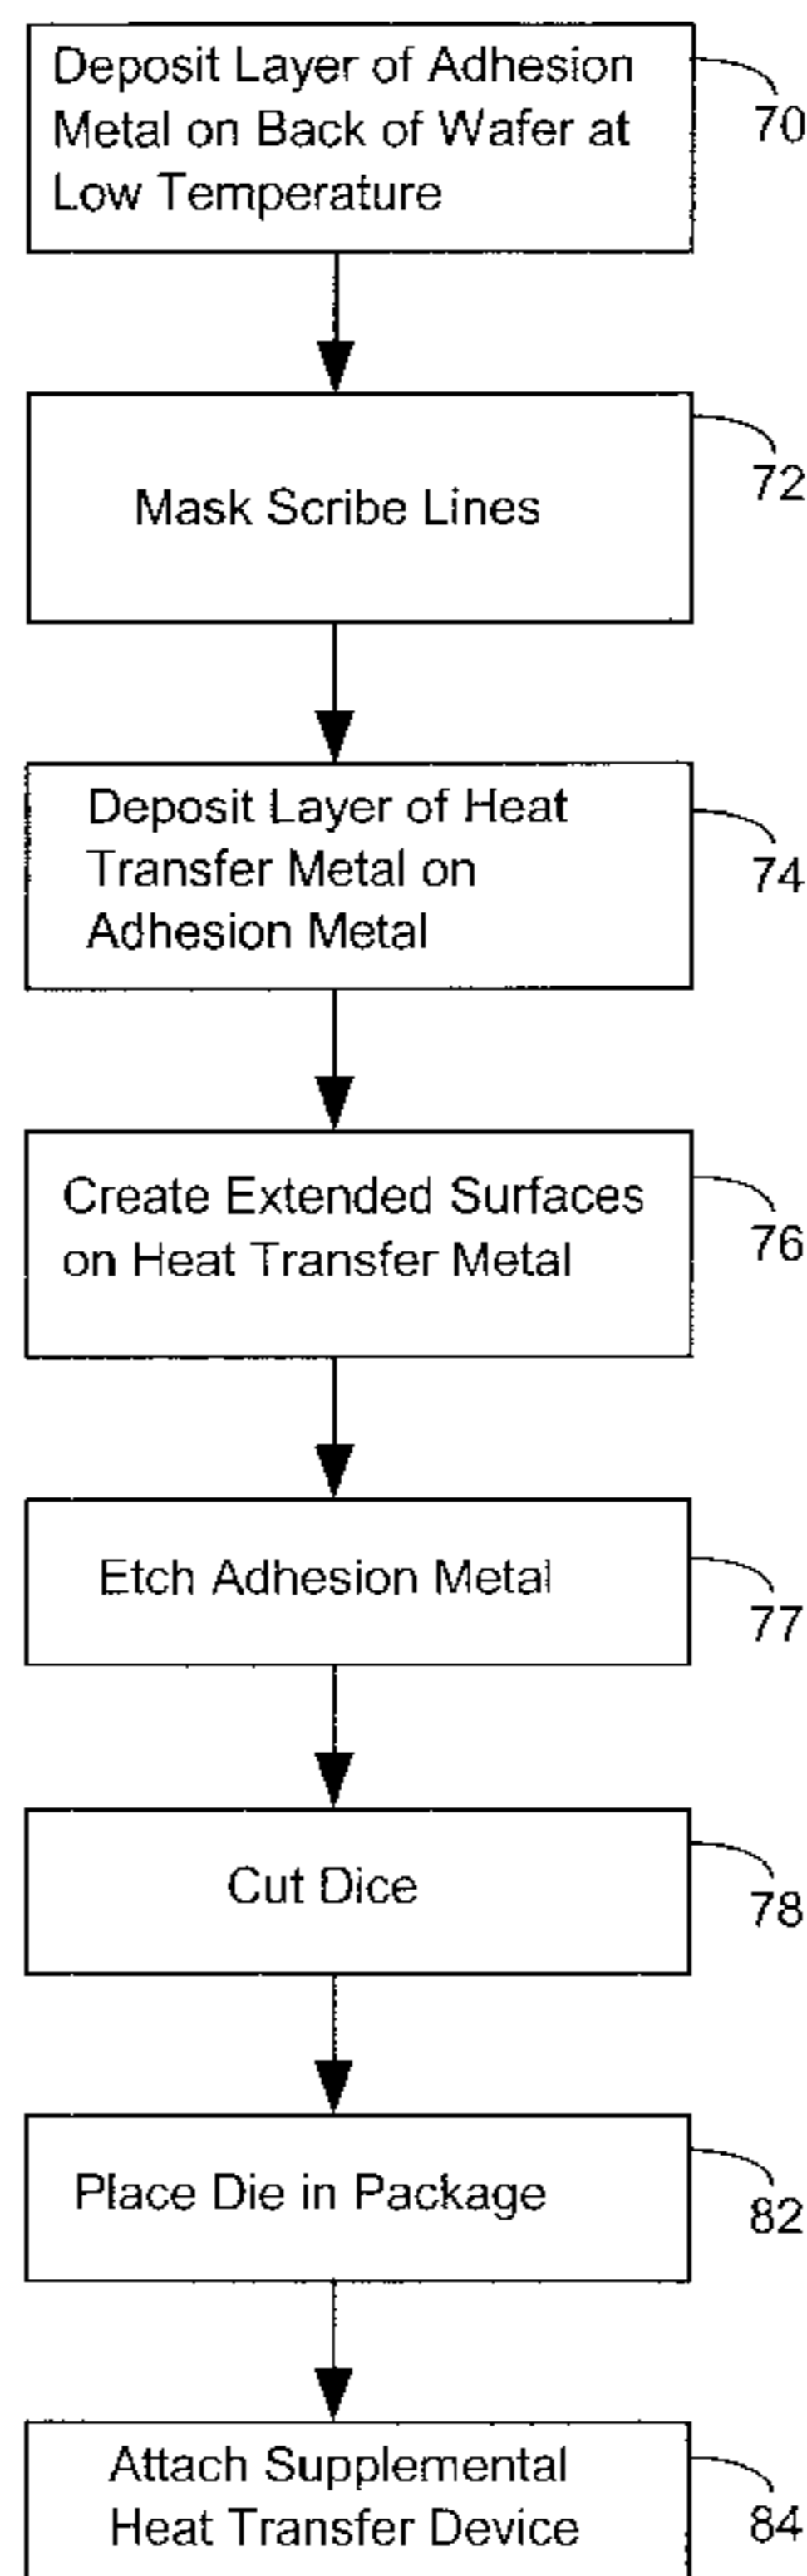 Deposit Layer of Adhesion
Metal on Back of Wafer at
Low Temperature
70
Mask Scribe Lines
72
Deposit Layer of Heat
Transfer Metal on
Adhesion Metal
74
Create Extended Surfaces
on Heat Transfer Metal
76
Etch Adhesion Metal
77
Cut Dice
78
Place Die in Package
82
Attach Supplemental
Heat Transfer Device
84